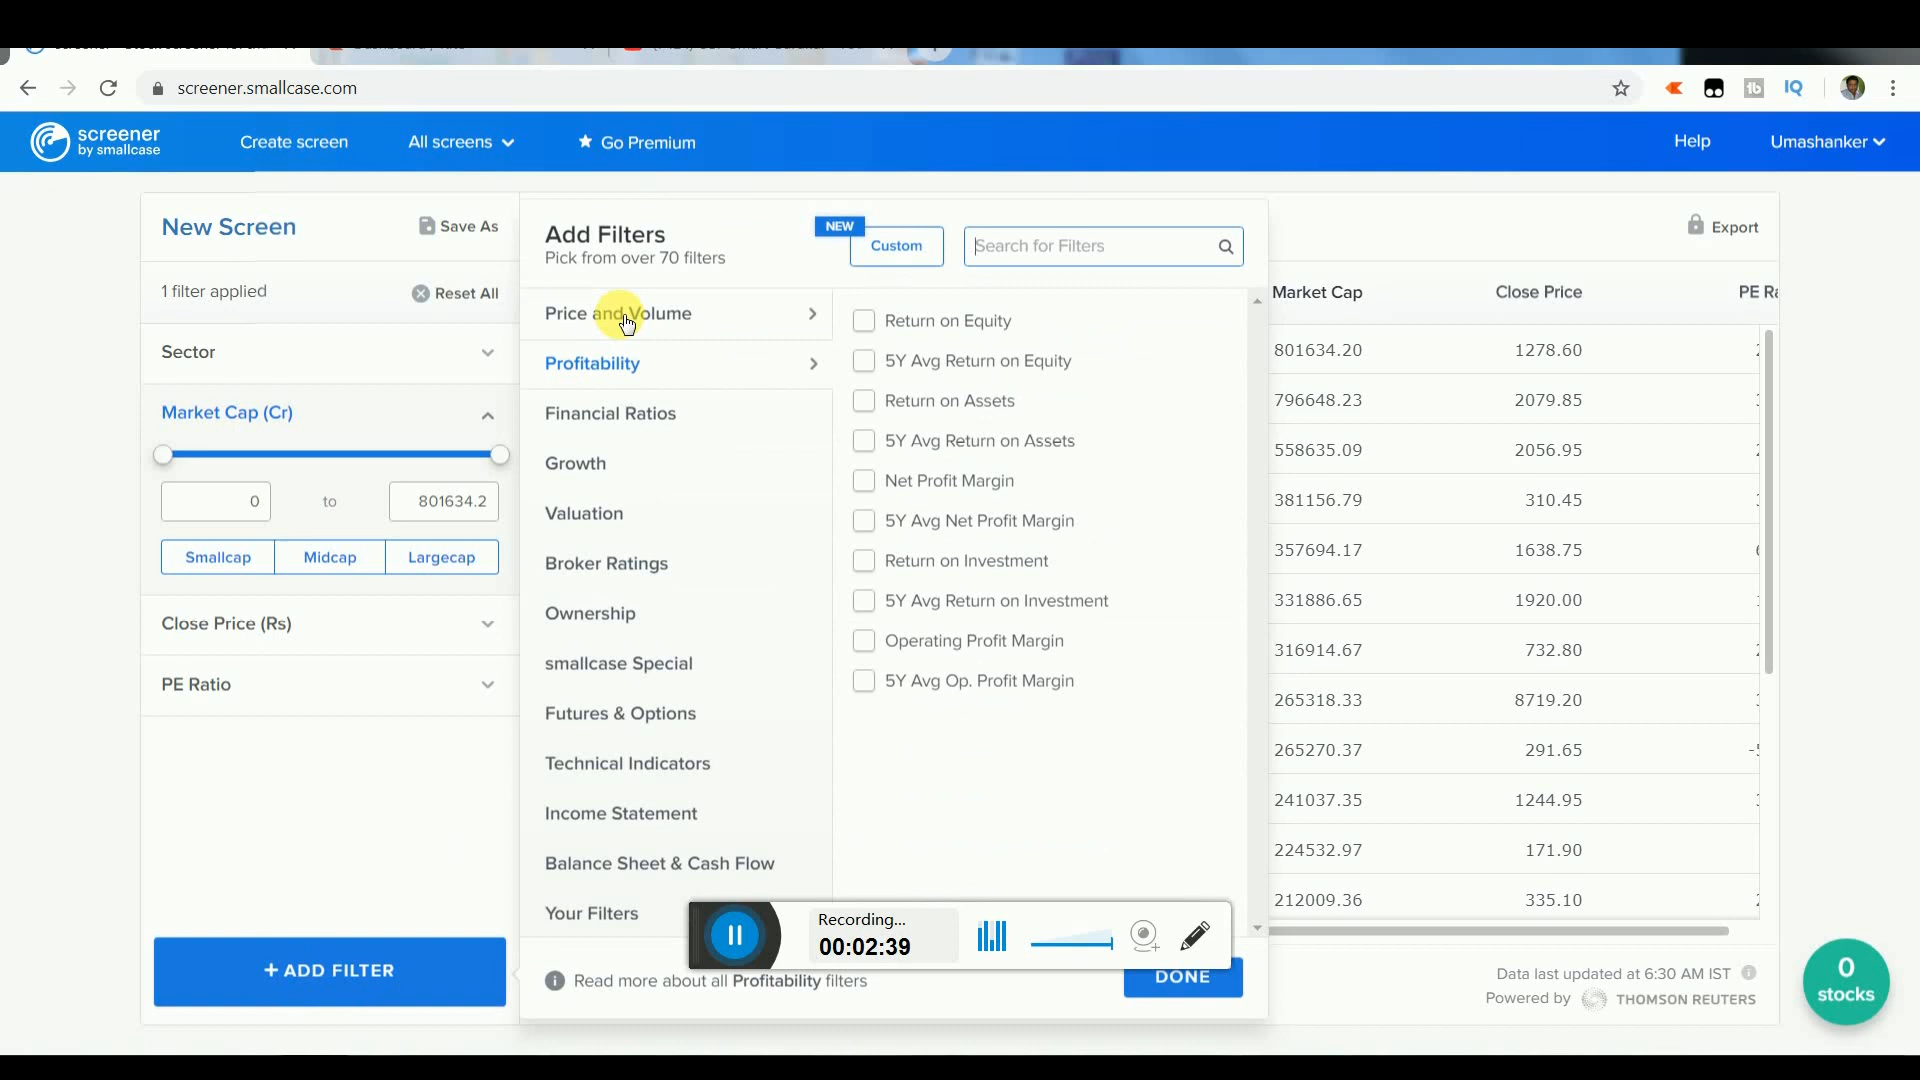 screener.smallcase.com
IQ
screener
by smallcase
Create screen
All screens
Go Premium
Help
Umashanker
New Screen
Save As
1 filter applied
Reset All
Sector
Market Cap (Cr)
0
to
801634.2
Smallcap
Midcap
Largecap
Close Price (Rs)
PE Ratio
+ ADD FILTER
Add Filters
Pick from over 70 filters
NEW
Custom
Search for Filters
Price and Volume
Profitability
Financial Ratios
Growth
Valuation
Broker Ratings
Ownership
smallcase Special
Futures & Options
Technical Indicators
Income Statement
Balance Sheet & Cash Flow
Your Filters
Return on Equity
5Y Avg Return on Equity
Return on Assets
5Y Avg Return on Assets
Net Profit Margin
5Y Avg Net Profit Margin
Return on Investment
5Y Avg Return on Investment
Operating Profit Margin
5Y Avg Op. Profit Margin
Read more about all Profitability filters
DONE
Recording...
00:02:39
Export
Market Cap Close Price PE
801634.20 1278.60
796648.23 2079.85
558635.09 2056.95
381156.79 310.45
357694.17 1638.75
331886.65 1920.00
316914.67 732.80
265318.33 8719.20
265270.37 291.65
241037.35 1244.95
224532.97 171.90
212009.36 335.10
Data last updated at 6:30 AM IST
Powered by THOMSON REUTERS
0
stocks